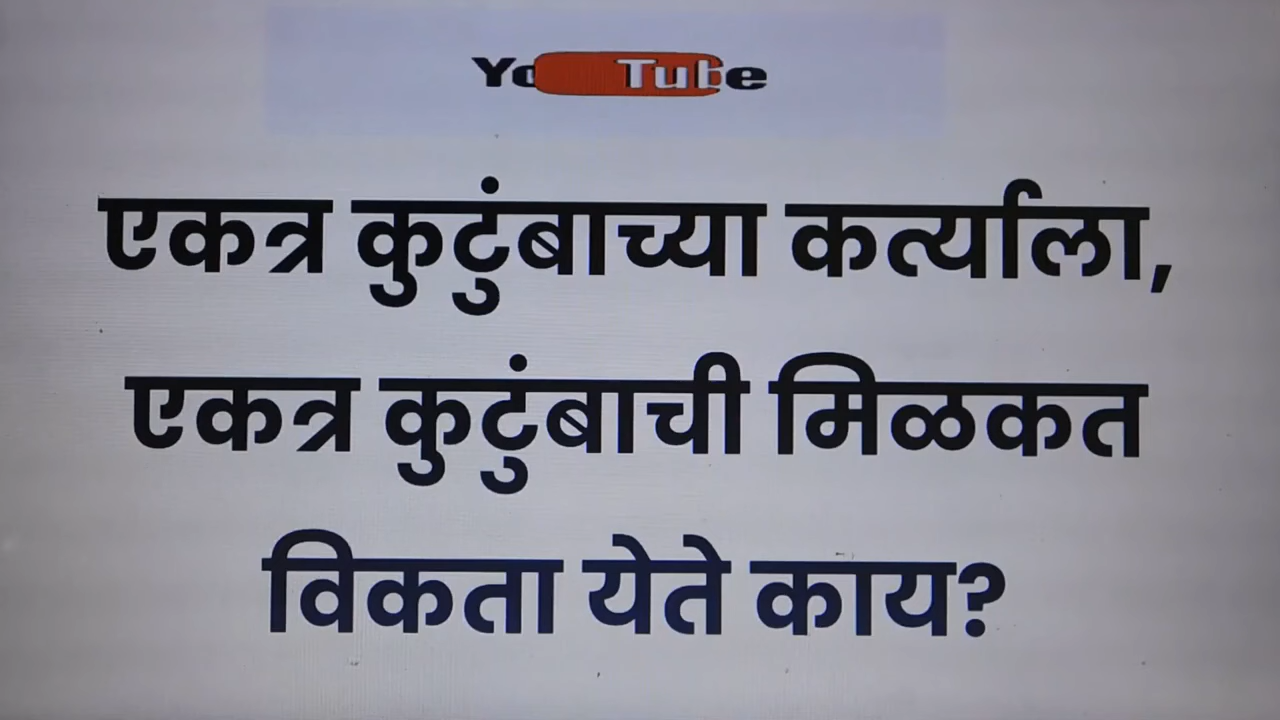 YouTube
एकत्र कुटुंबाच्या कर्त्याला,
एकत्र कुटुंबाची मिळकत
विकता येते काय?